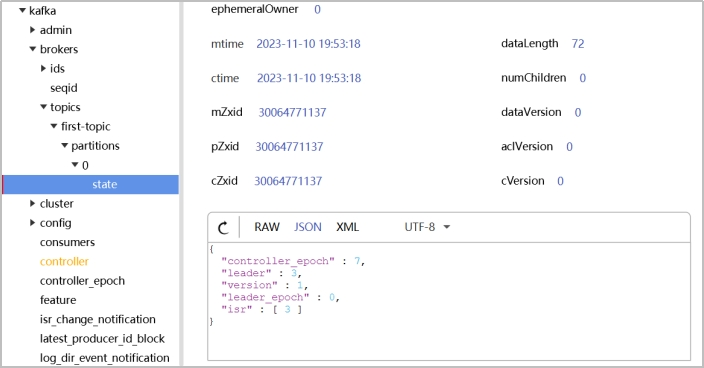 kafka
admin
brokers
ids
seqid
topics
first-topic
partitions
0
state
cluster
config
consumers
controller
controller_epoch
feature
isr_change_notification
latest_producer_id_block
log_dir_event_notification
ephemeralOwner 0
mtime 2023-11-10 19:53:18 dataLength 72
ctime 2023-11-10 19:53:18 numChildren 0
mZxid 30064771137 dataVersion 0
pZxid 30064771137 aclVersion 0
cZxid 30064771137 cVersion 0
RAW JSON XML UTF-8
{
"controller_epoch" : 7,
"leader" : 3,
"version" : 1,
"leader_epoch" : 0,
"isr" : [ 3 ]
}